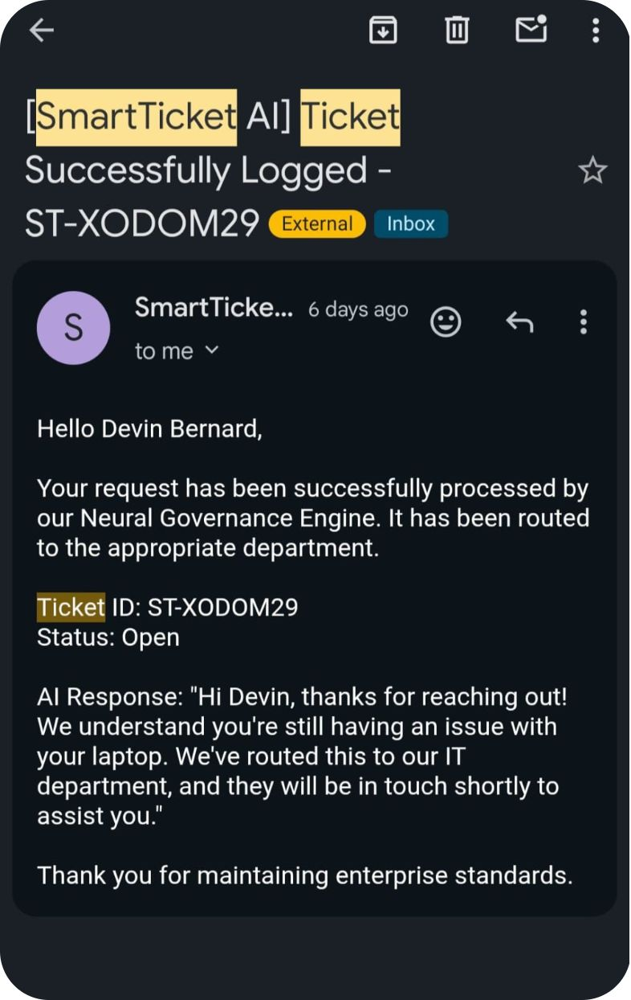 [SmartTicket AI] Ticket
Successfully Logged -
ST-XODOM29 External Inbox
S
SmartTicke... 6 days ago
to me
Hello Devin Bernard,
Your request has been successfully processed by
our Neural Governance Engine. It has been routed
to the appropriate department.
Ticket ID: ST-XODOM29
Status: Open
AI Response: "Hi Devin, thanks for reaching out!
We understand you're still having an issue with
your laptop. We've routed this to our IT
department, and they will be in touch shortly to
assist you."
Thank you for maintaining enterprise standards.